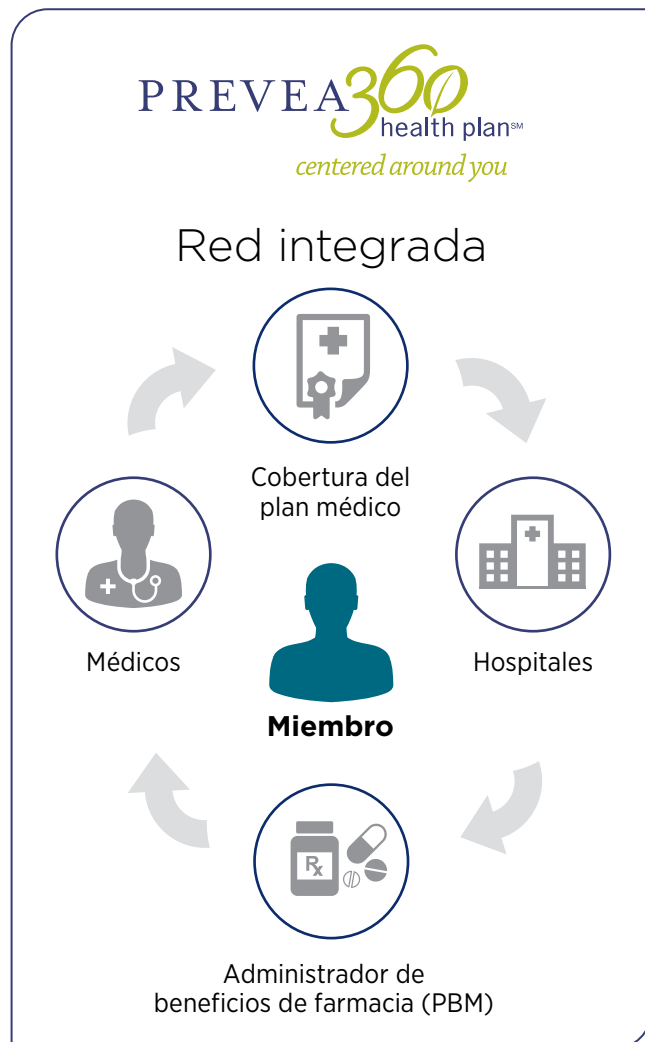 PREVEA360
health plan℠
centered around you
Red integrada
Cobertura del
plan médico
Médicos
Hospitales
Miembro
Rx
Administrador de
beneficios de farmacia (PBM)